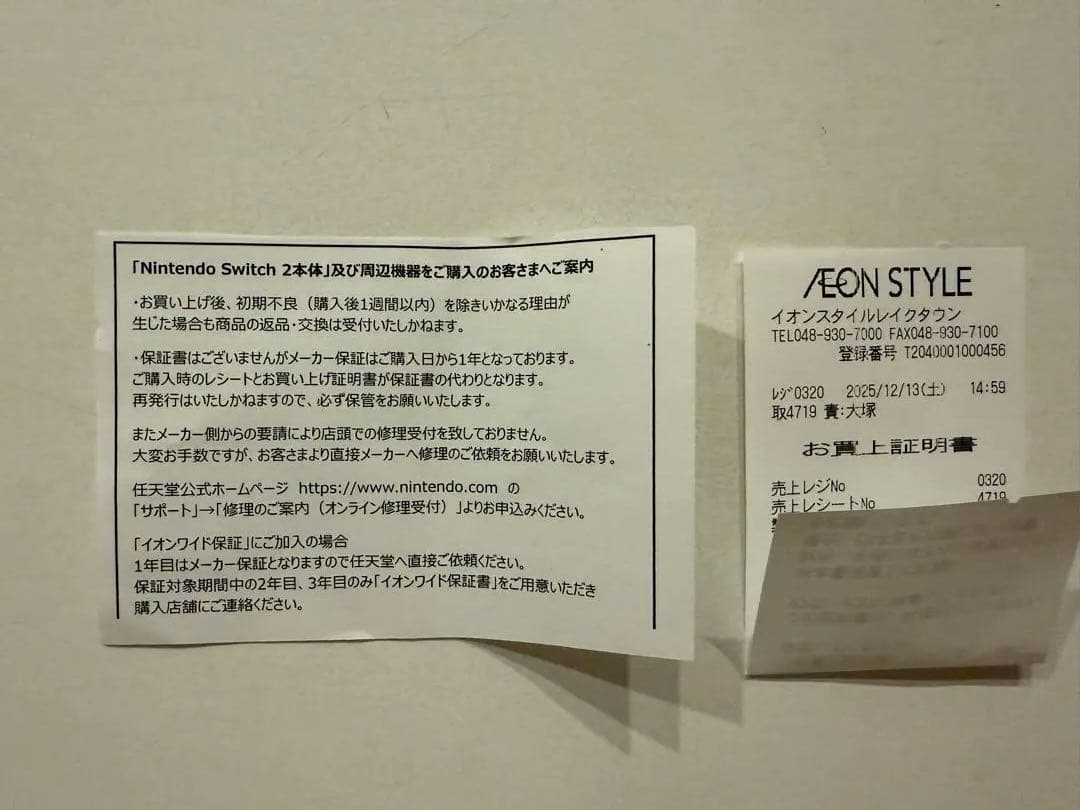 「Nintendo Switch 2本体」及び周辺機器をご購入のお客さまへご案内
・お買い上げ後、初期不良（購入後1週間以内）を除きいかなる理由が
生じた場合も商品の返品・交換は受付いたしかねます。
・保証書はございませんがメーカー保証はご購入日から1年となっております。
ご購入時のレシートとお買い上げ証明書が保証書の代わりとなります。
再発行はいたしかねますので、必ず保管をお願いいたします。
またメーカー側からの要請により店頭での修理受付を致しておりません。
大変お手数ですが、お客さまより直接メーカーへ修理のご依頼をお願いいたします。
任天堂公式ホームページ https://www.nintendo.com の
「サポート」→「修理のご案内（オンライン修理受付）」よりお申込みください。
「イオンワイド保証」にご加入の場合
1年目はメーカー保証となりますので任天堂へ直接ご依頼ください。
保証対象期間中の2年目、3年目のみ「イオンワイド保証書」をご用意いただき
購入店舗にご連絡ください。
ÆON STYLE
イオンスタイルレイクタウン
TEL048-930-7000 FAX048-930-7100
登録番号 T2040001000456
ﾚｼﾞ0320 2025/12/13(土) 14:59
取4719 責:大塚
お買上証明書
売上レジNo 0320
売上レシートNo 4719